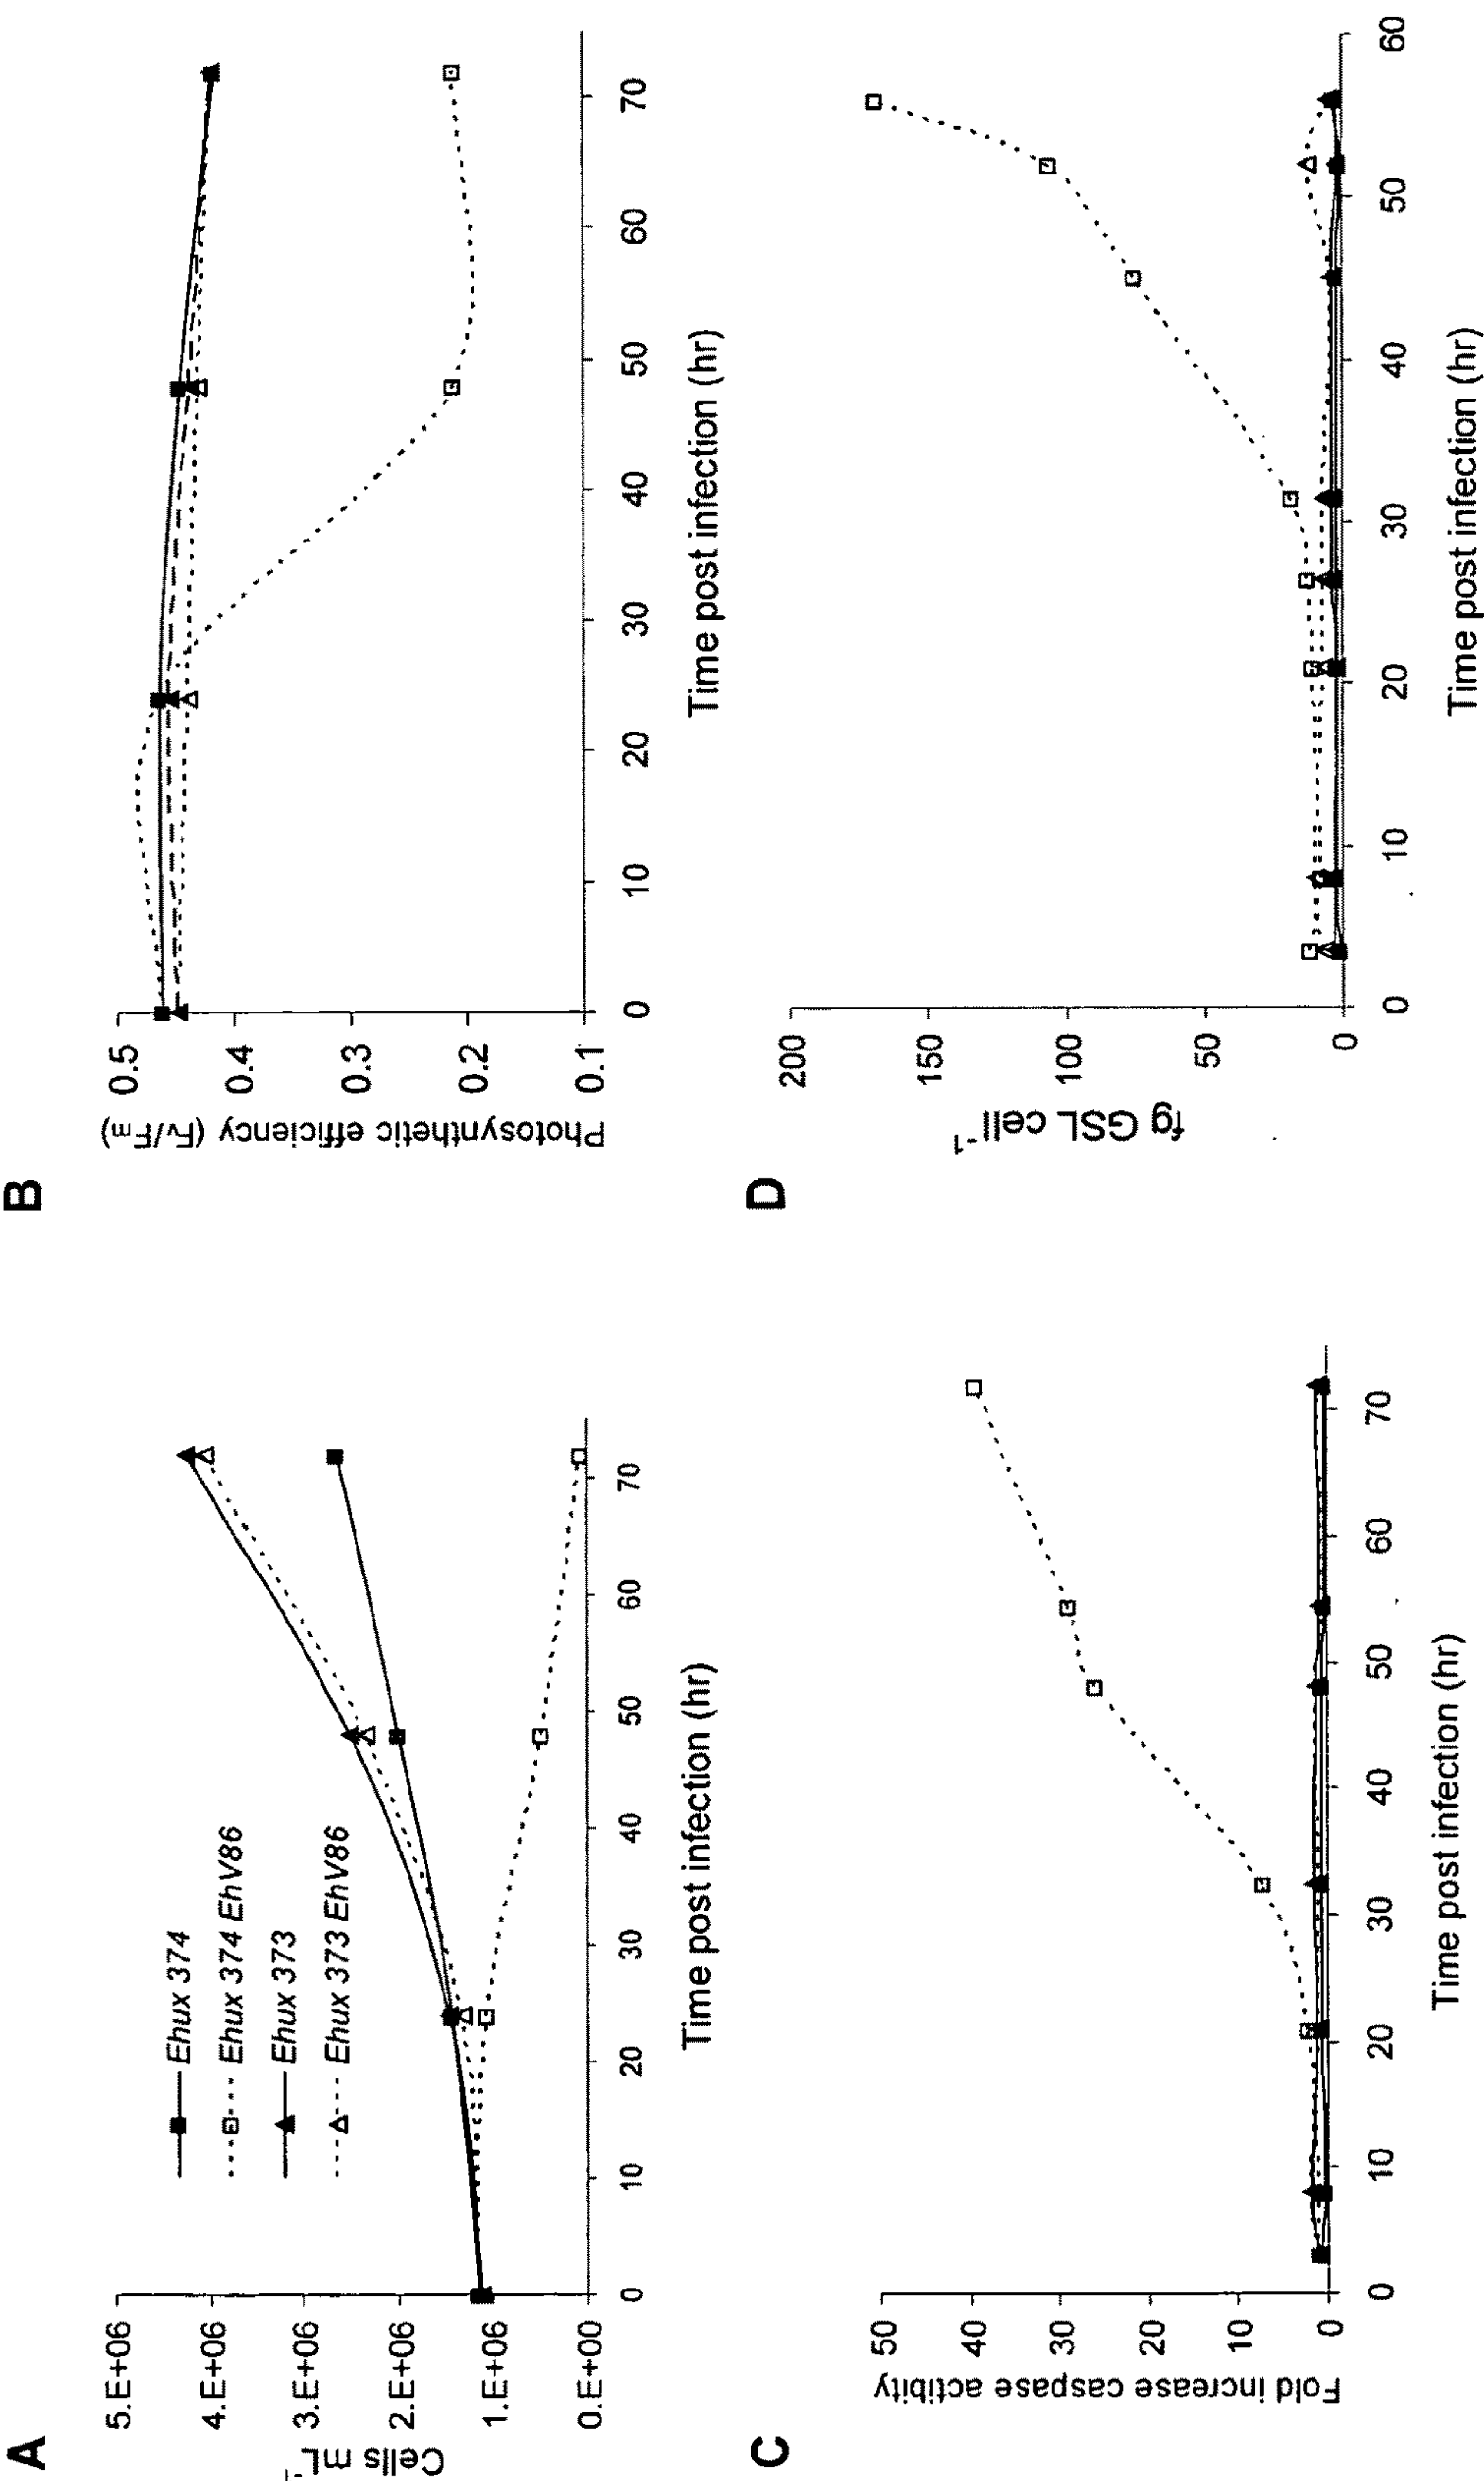 A
Cells mL-1
5.E+06
4.E+06
3.E+06
2.E+06
1.E+06
0.E+00
Ehux 374
Ehux 374 EhV86
Ehux 373
Ehux 373 EhV86
0 10 20 30 40 50 60 70
Time post infection (hr)
B
Photosynthetic efficiency (Fv/Fm)
0.5
0.4
0.3
0.2
0.1
0 10 20 30 40 50 60 70
Time post infection (hr)
C
Fold increase caspase actibity
50
40
30
20
10
0
0 10 20 30 40 50 60 70
Time post infection (hr)
D
fg GSL cell-1
200
150
100
50
0
0 10 20 30 40 50 60
Time post infection (hr)